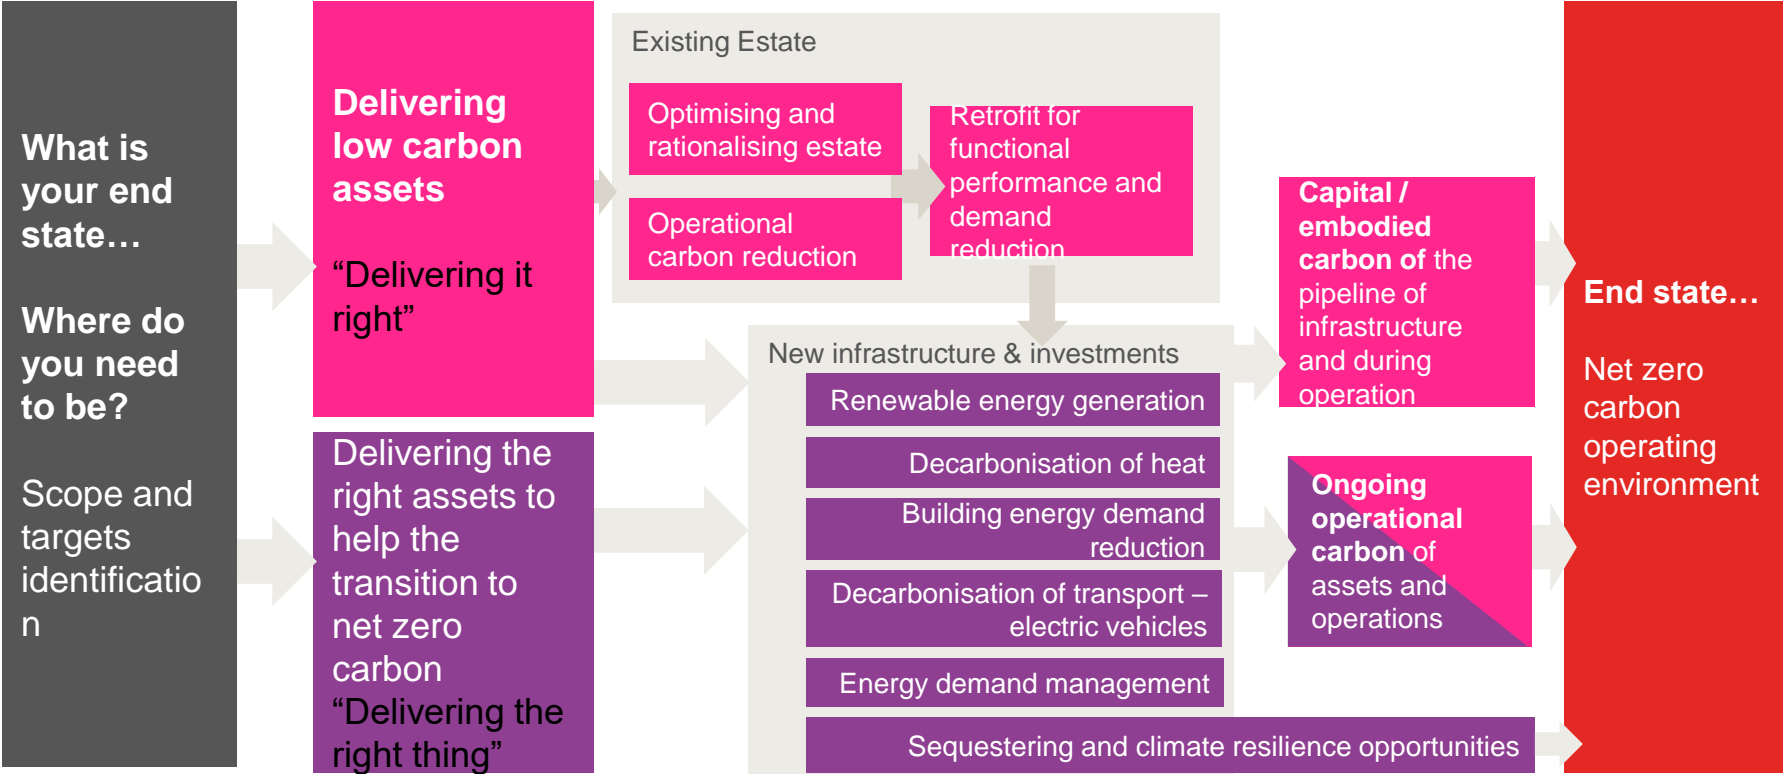 What is
your end
state…
Where do
you need
to be?
Scope and
targets
identificatio
n
Delivering
low carbon
assets
“Delivering it
right”
Delivering the
right assets to
help the
transition to
net zero
carbon
“Delivering the
right thing”
Existing Estate
Optimising and
rationalising estate
Operational
carbon reduction
Retrofit for
functional
performance and
demand
reduction
New infrastructure & investments
Renewable energy generation
Decarbonisation of heat
Building energy demand
reduction
Decarbonisation of transport –
electric vehicles
Energy demand management
Sequestering and climate resilience opportunities
Capital /
embodied
carbon of the
pipeline of
infrastructure
and during
operation
Ongoing
operational
carbon of
assets and
operations
End state…
Net zero
carbon
operating
environment